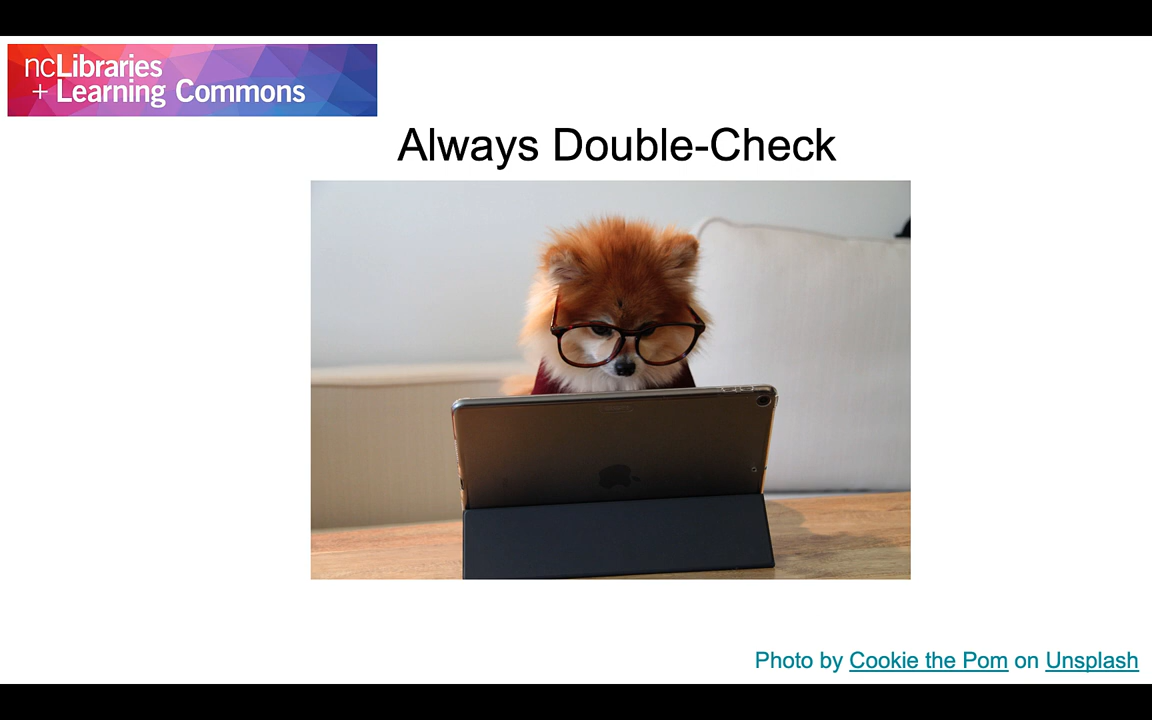 ncLibraries
+ Learning Commons
Always Double-Check
Photo by Cookie the Pom on Unsplash